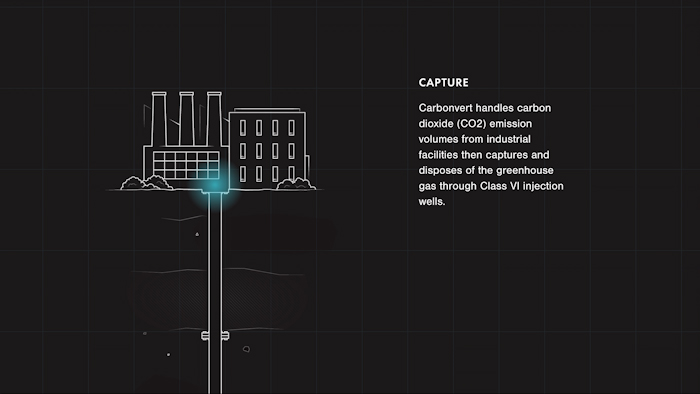 CAPTURE
Carbonvert handles carbon
dioxide (CO2) emission
volumes from industrial
facilities then captures and
disposes of the greenhouse
gas through Class VI injection
wells.